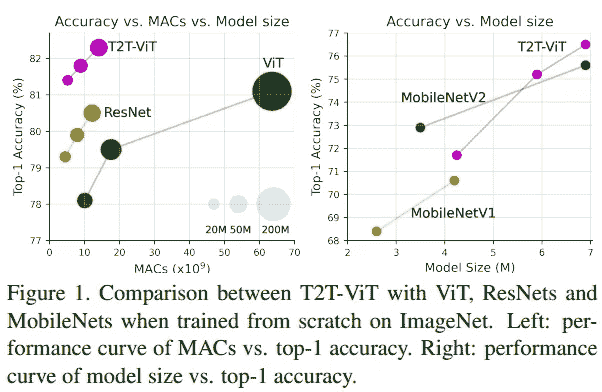 Accuracy vs. MACs vs. Model size
Top-1 Accuracy (%)
82
81
80
79
78
77
T2T-ViT
ViT
ResNet
20M 50M 200M
0 10 20 30 40 50 60 70
MACs (x10⁹)
Accuracy vs. Model size
Top-1 Accuracy (%)
77
76
75
74
73
72
71
70
69
68
T2T-ViT
MobileNetV2
MobileNetV1
2 3 4 5 6 7
Model Size (M)
Figure 1. Comparison between T2T-ViT with ViT, ResNets and
MobileNets when trained from scratch on ImageNet. Left: per-
formance curve of MACs vs. top-1 accuracy. Right: performance
curve of model size vs. top-1 accuracy.